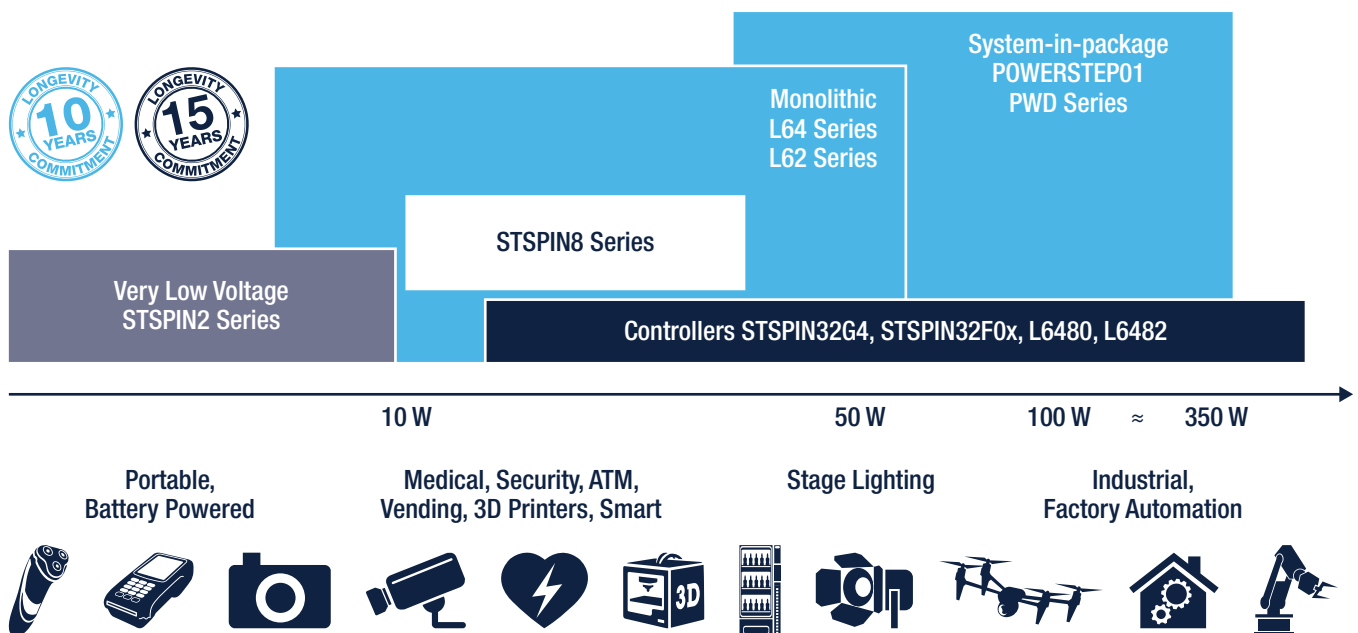 LONGEVITY
10
YEARS
COMMITMENT
LONGEVITY
15
YEARS
COMMITMENT
System-in-package
POWERSTEP01
PWD Series
Monolithic
L64 Series
L62 Series
STSPIN8 Series
Very Low Voltage
STSPIN2 Series
Controllers STSPIN32G4, STSPIN32F0x, L6480, L6482
10 W
50 W
100 W
≈
350 W
Portable,
Battery Powered
Medical, Security, ATM,
Vending, 3D Printers, Smart
Stage Lighting
Industrial,
Factory Automation
3D